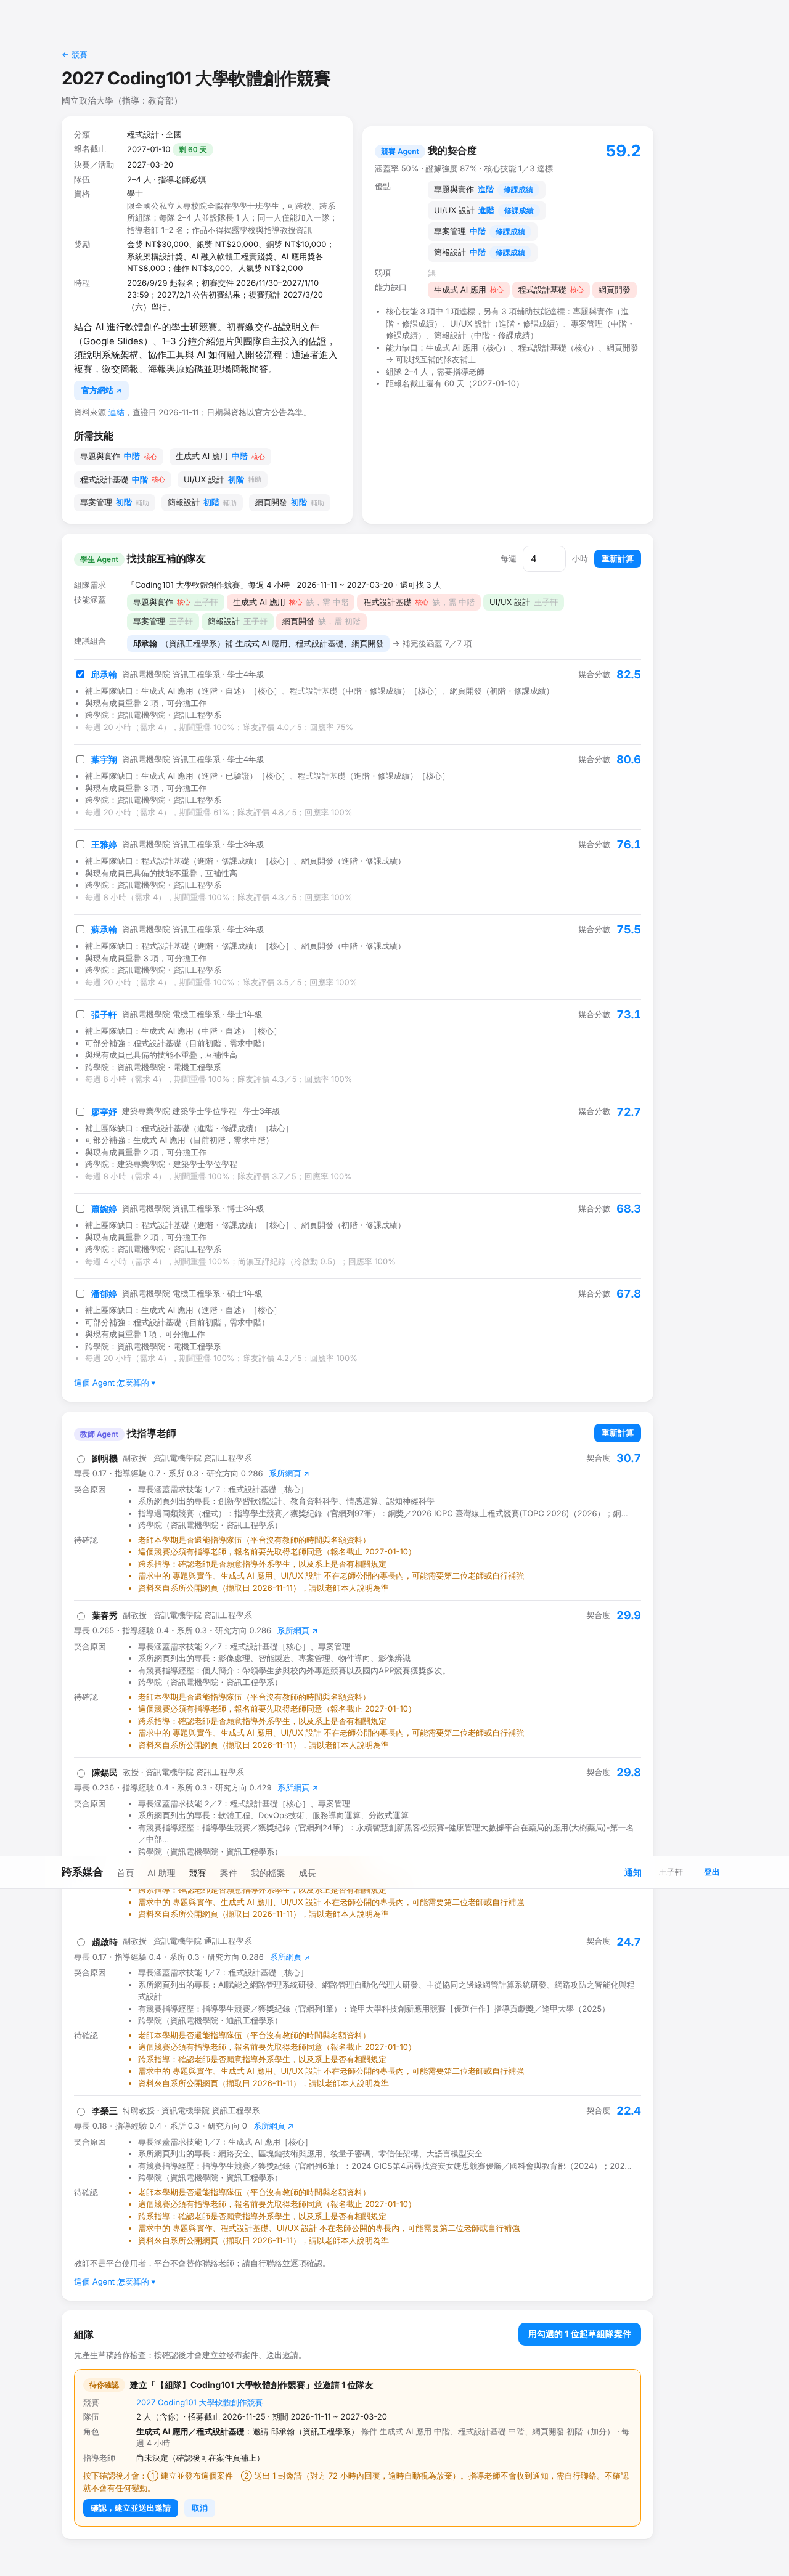 ← 競賽
2027 Coding101 大學軟體創作競賽
國立政治大學（指導：教育部）
分類 程式設計 · 全國
報名截止 2027-01-10 剩 60 天
決賽／活動 2027-03-20
隊伍 2–4 人 · 指導老師必填
資格 學士
限全國公私立大專校院全職在學學士班學生，可跨校、跨系
所組隊；每隊 2–4 人並設隊長 1 人；同一人僅能加入一隊；
指導老師 1–2 名；作品不得揭露學校與指導教授資訊
獎勵 金獎 NT$30,000、銀獎 NT$20,000、銅獎 NT$10,000；
系統架構設計獎、AI 融入軟體工程實踐獎、AI 應用獎各
NT$8,000；佳作 NT$3,000、人氣獎 NT$2,000
時程 2026/9/29 起報名；初賽交件 2026/11/30–2027/1/10
23:59；2027/2/1 公告初賽結果；複賽預計 2027/3/20
（六）舉行。
結合 AI 進行軟體創作的學士班競賽。初賽繳交作品說明文件
（Google Slides）、1–3 分鐘介紹短片與團隊自主投入的佐證，
須說明系統架構、協作工具與 AI 如何融入開發流程；通過者進入
複賽，繳交簡報、海報與原始碼並現場簡報問答。
官方網站 ↗
資料來源 連結，查證日 2026-11-11；日期與資格以官方公告為準。
所需技能
專題與實作 中階 核心 生成式 AI 應用 中階 核心
程式設計基礎 中階 核心 UI/UX 設計 初階 輔助
專案管理 初階 輔助 簡報設計 初階 輔助 網頁開發 初階 輔助
競賽 Agent 我的契合度 59.2
涵蓋率 50% · 證據強度 87% · 核心技能 1／3 達標
優點 專題與實作 進階 修課成績
UI/UX 設計 進階 修課成績
專案管理 中階 修課成績
簡報設計 中階 修課成績
弱項 無
能力缺口 生成式 AI 應用 核心 程式設計基礎 核心 網頁開發
• 核心技能 3 項中 1 項達標，另有 3 項輔助技能達標：專題與實作（進
階・修課成績）、UI/UX 設計（進階・修課成績）、專案管理（中階・
修課成績）、簡報設計（中階・修課成績）
• 能力缺口：生成式 AI 應用（核心）、程式設計基礎（核心）、網頁開發
→ 可以找互補的隊友補上
• 組隊 2–4 人，需要指導老師
• 距報名截止還有 60 天（2027-01-10）
學生 Agent 找技能互補的隊友 每週 4 小時 重新計算
組隊需求 「Coding101 大學軟體創作競賽」每週 4 小時 · 2026-11-11 ~ 2027-03-20 · 還可找 3 人
技能涵蓋 專題與實作 核心 王子軒 生成式 AI 應用 核心 缺，需 中階 程式設計基礎 核心 缺，需 中階 UI/UX 設計 王子軒
專案管理 王子軒 簡報設計 王子軒 網頁開發 缺，需 初階
建議組合 邱承翰 （資訊工程學系）補 生成式 AI 應用、程式設計基礎、網頁開發 → 補完後涵蓋 7／7 項
邱承翰 資訊電機學院 資訊工程學系 · 學士4年級 媒合分數 82.5
• 補上團隊缺口：生成式 AI 應用（進階・自述）［核心］、程式設計基礎（中階・修課成績）［核心］、網頁開發（初階・修課成績）
• 與現有成員重疊 2 項，可分擔工作
• 跨學院：資訊電機學院・資訊工程學系
• 每週 20 小時（需求 4），期間重疊 100%；隊友評價 4.0／5；回應率 75%
葉宇翔 資訊電機學院 資訊工程學系 · 學士4年級 媒合分數 80.6
• 補上團隊缺口：生成式 AI 應用（進階・已驗證）［核心］、程式設計基礎（進階・修課成績）［核心］
• 與現有成員重疊 3 項，可分擔工作
• 跨學院：資訊電機學院・資訊工程學系
• 每週 20 小時（需求 4），期間重疊 61%；隊友評價 4.8／5；回應率 100%
王雅婷 資訊電機學院 資訊工程學系 · 學士3年級 媒合分數 76.1
• 補上團隊缺口：程式設計基礎（進階・修課成績）［核心］、網頁開發（進階・修課成績）
• 與現有成員已具備的技能不重疊，互補性高
• 跨學院：資訊電機學院・資訊工程學系
• 每週 8 小時（需求 4），期間重疊 100%；隊友評價 4.3／5；回應率 100%
蘇承翰 資訊電機學院 資訊工程學系 · 學士3年級 媒合分數 75.5
• 補上團隊缺口：程式設計基礎（進階・修課成績）［核心］、網頁開發（中階・修課成績）
• 與現有成員重疊 3 項，可分擔工作
• 跨學院：資訊電機學院・資訊工程學系
• 每週 20 小時（需求 4），期間重疊 100%；隊友評價 3.5／5；回應率 100%
張子軒 資訊電機學院 電機工程學系 · 學士1年級 媒合分數 73.1
• 補上團隊缺口：生成式 AI 應用（中階・自述）［核心］
• 可部分補強：程式設計基礎（目前初階，需求中階）
• 與現有成員已具備的技能不重疊，互補性高
• 跨學院：資訊電機學院・電機工程學系
• 每週 8 小時（需求 4），期間重疊 100%；隊友評價 4.3／5；回應率 100%
廖亭妤 建築專業學院 建築學士學位學程 · 學士3年級 媒合分數 72.7
• 補上團隊缺口：程式設計基礎（進階・修課成績）［核心］
• 可部分補強：生成式 AI 應用（目前初階，需求中階）
• 與現有成員重疊 2 項，可分擔工作
• 跨學院：建築專業學院・建築學士學位學程
• 每週 8 小時（需求 4），期間重疊 100%；隊友評價 3.7／5；回應率 100%
蕭婉婷 資訊電機學院 資訊工程學系 · 博士3年級 媒合分數 68.3
• 補上團隊缺口：程式設計基礎（進階・修課成績）［核心］、網頁開發（初階・修課成績）
• 與現有成員重疊 2 項，可分擔工作
• 跨學院：資訊電機學院・資訊工程學系
• 每週 4 小時（需求 4），期間重疊 100%；尚無互評紀錄（冷啟動 0.5）；回應率 100%
潘郁婷 資訊電機學院 電機工程學系 · 碩士1年級 媒合分數 67.8
• 補上團隊缺口：生成式 AI 應用（進階・自述）［核心］
• 可部分補強：程式設計基礎（目前初階，需求中階）
• 與現有成員重疊 1 項，可分擔工作
• 跨學院：資訊電機學院・電機工程學系
• 每週 20 小時（需求 4），期間重疊 100%；隊友評價 4.2／5；回應率 100%
這個 Agent 怎麼算的 ▾
教師 Agent 找指導老師 重新計算
劉明機 副教授 · 資訊電機學院 資訊工程學系 契合度 30.7
專長 0.17・指導經驗 0.7・系所 0.3・研究方向 0.286 系所網頁 ↗
契合原因 • 專長涵蓋需求技能 1／7：程式設計基礎［核心］
• 系所網頁列出的專長：創新學習軟體設計、教育資料科學、情感運算、認知神經科學
• 指導過同類競賽（程式）：指導學生競賽／獲獎紀錄（官網列97筆）：銅獎／2026 ICPC 臺灣線上程式競賽(TOPC 2026)（2026）；銅…
• 跨學院（資訊電機學院・資訊工程學系）
待確認 • 老師本學期是否還能指導隊伍（平台沒有教師的時間與名額資料）
• 這個競賽必須有指導老師，報名前要先取得老師同意（報名截止 2027-01-10）
• 跨系指導：確認老師是否願意指導外系學生，以及系上是否有相關規定
• 需求中的 專題與實作、生成式 AI 應用、UI/UX 設計 不在老師公開的專長內，可能需要第二位老師或自行補強
• 資料來自系所公開網頁（擷取日 2026-11-11），請以老師本人說明為準
葉春秀 副教授 · 資訊電機學院 資訊工程學系 契合度 29.9
專長 0.265・指導經驗 0.4・系所 0.3・研究方向 0.286 系所網頁 ↗
契合原因 • 專長涵蓋需求技能 2／7：程式設計基礎［核心］、專案管理
• 系所網頁列出的專長：影像處理、智能製造、專案管理、物件導向、影像辨識
• 有競賽指導經歷：個人簡介：帶領學生參與校內外專題競賽以及國內APP競賽獲獎多次。
• 跨學院（資訊電機學院・資訊工程學系）
待確認 • 老師本學期是否還能指導隊伍（平台沒有教師的時間與名額資料）
• 這個競賽必須有指導老師，報名前要先取得老師同意（報名截止 2027-01-10）
• 跨系指導：確認老師是否願意指導外系學生，以及系上是否有相關規定
• 需求中的 專題與實作、生成式 AI 應用、UI/UX 設計 不在老師公開的專長內，可能需要第二位老師或自行補強
• 資料來自系所公開網頁（擷取日 2026-11-11），請以老師本人說明為準
陳錫民 教授 · 資訊電機學院 資訊工程學系 契合度 29.8
專長 0.236・指導經驗 0.4・系所 0.3・研究方向 0.429 系所網頁 ↗
契合原因 • 專長涵蓋需求技能 2／7：程式設計基礎［核心］、專案管理
• 系所網頁列出的專長：軟體工程、DevOps技術、服務導向運算、分散式運算
• 有競賽指導經歷：指導學生競賽／獲獎紀錄（官網列24筆）：永續智慧創新黑客松競賽-健康管理大數據平台在藥局的應用(大樹藥局)-第一名
／中部…
• 跨學院（資訊電機學院・資訊工程學系）
跨系媒合 首頁 AI 助理 競賽 案件 我的檔案 成長 通知 王子軒 登出
• 跨系指導：確認老師是否願意指導外系學生，以及系上是否有相關規定
• 需求中的 專題與實作、生成式 AI 應用、UI/UX 設計 不在老師公開的專長內，可能需要第二位老師或自行補強
• 資料來自系所公開網頁（擷取日 2026-11-11），請以老師本人說明為準
趙啟時 副教授 · 資訊電機學院 通訊工程學系 契合度 24.7
專長 0.17・指導經驗 0.4・系所 0.3・研究方向 0.286 系所網頁 ↗
契合原因 • 專長涵蓋需求技能 1／7：程式設計基礎［核心］
• 系所網頁列出的專長：AI賦能之網路管理系統研發、網路管理自動化代理人研發、主從協同之邊緣網管計算系統研發、網路攻防之智能化與程
式設計
• 有競賽指導經歷：指導學生競賽／獲獎紀錄（官網列1筆）：逢甲大學科技創新應用競賽【優選佳作】指導貢獻獎／逢甲大學（2025）
• 跨學院（資訊電機學院・通訊工程學系）
待確認 • 老師本學期是否還能指導隊伍（平台沒有教師的時間與名額資料）
• 這個競賽必須有指導老師，報名前要先取得老師同意（報名截止 2027-01-10）
• 跨系指導：確認老師是否願意指導外系學生，以及系上是否有相關規定
• 需求中的 專題與實作、生成式 AI 應用、UI/UX 設計 不在老師公開的專長內，可能需要第二位老師或自行補強
• 資料來自系所公開網頁（擷取日 2026-11-11），請以老師本人說明為準
李榮三 特聘教授 · 資訊電機學院 資訊工程學系 契合度 22.4
專長 0.18・指導經驗 0.4・系所 0.3・研究方向 0 系所網頁 ↗
契合原因 • 專長涵蓋需求技能 1／7：生成式 AI 應用［核心］
• 系所網頁列出的專長：網路安全、區塊鏈技術與應用、後量子密碼、零信任架構、大語言模型安全
• 有競賽指導經歷：指導學生競賽／獲獎紀錄（官網列6筆）：2024 GiCS第4屆尋找資安女婕思競賽優勝／國科會與教育部（2024）；202…
• 跨學院（資訊電機學院・資訊工程學系）
待確認 • 老師本學期是否還能指導隊伍（平台沒有教師的時間與名額資料）
• 這個競賽必須有指導老師，報名前要先取得老師同意（報名截止 2027-01-10）
• 跨系指導：確認老師是否願意指導外系學生，以及系上是否有相關規定
• 需求中的 專題與實作、程式設計基礎、UI/UX 設計 不在老師公開的專長內，可能需要第二位老師或自行補強
• 資料來自系所公開網頁（擷取日 2026-11-11），請以老師本人說明為準
教師不是平台使用者，平台不會替你聯絡老師；請自行聯絡並逐項確認。
這個 Agent 怎麼算的 ▾
組隊 用勾選的 1 位起草組隊案件
先產生草稿給你檢查；按確認後才會建立並發布案件、送出邀請。
待你確認 建立「【組隊】Coding101 大學軟體創作競賽」並邀請 1 位隊友
競賽 2027 Coding101 大學軟體創作競賽
隊伍 2 人（含你）· 招募截止 2026-11-25 · 期間 2026-11-11 ~ 2027-03-20
角色 生成式 AI 應用／程式設計基礎：邀請 邱承翰（資訊工程學系） 條件 生成式 AI 應用 中階、程式設計基礎 中階、網頁開發 初階（加分） · 每
週 4 小時
指導老師 尚未決定（確認後可在案件頁補上）
按下確認後才會：① 建立並發布這個案件 ② 送出 1 封邀請（對方 72 小時內回覆，逾時自動視為放棄）。指導老師不會收到通知，需自行聯絡。不確認
就不會有任何變動。
確認，建立並送出邀請 取消